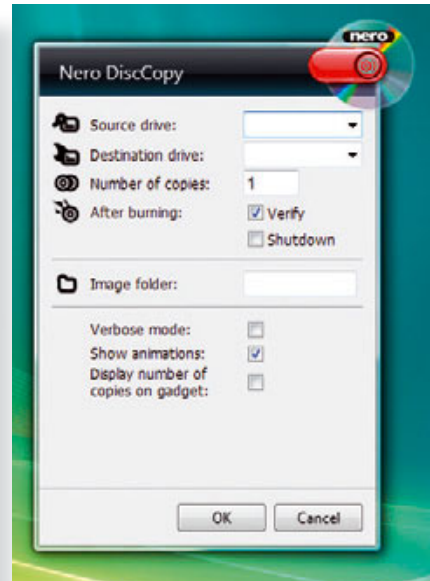 nero
Nero DiscCopy
Source drive:
Destination drive:
Number of copies: 1
After burning: Verify
Shutdown
Image folder:
Verbose mode:
Show animations:
Display number of
copies on gadget:
OK Cancel